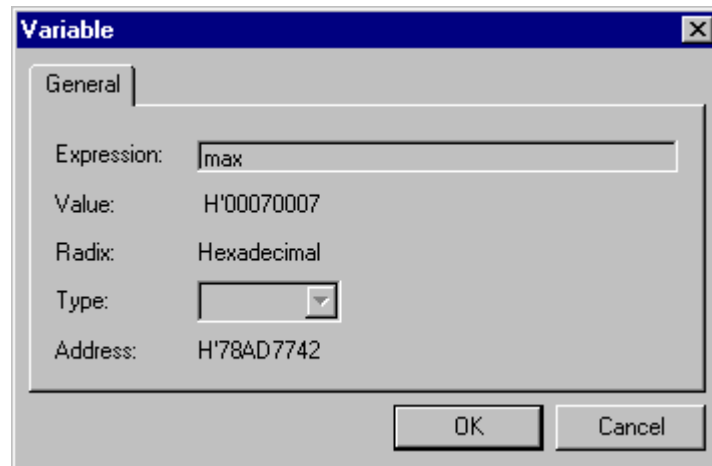 Variable
General
Expression: max
Value: H'00070007
Radix: Hexadecimal
Type:
Address: H'78AD7742
OK Cancel